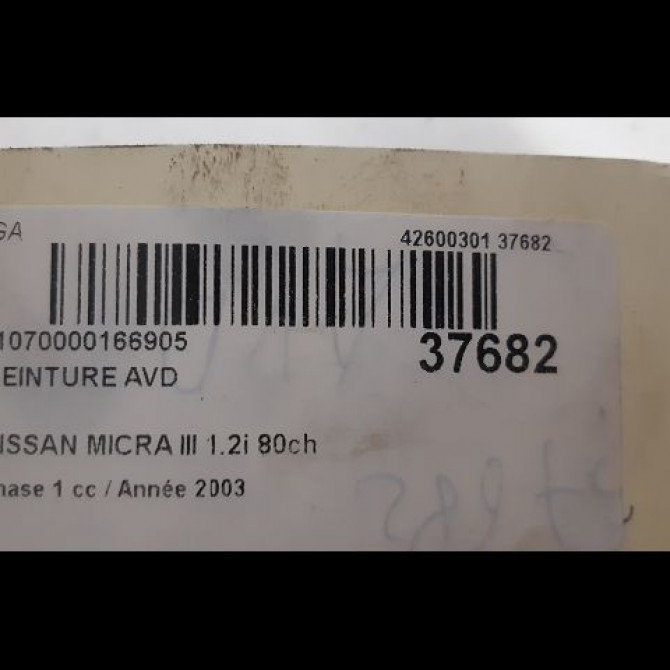 GA
42600301 37682
1070000166905
37682
EINTURE AVD
ISSAN MICRA III 1.2i 80ch
hase 1 cc / Année 2003